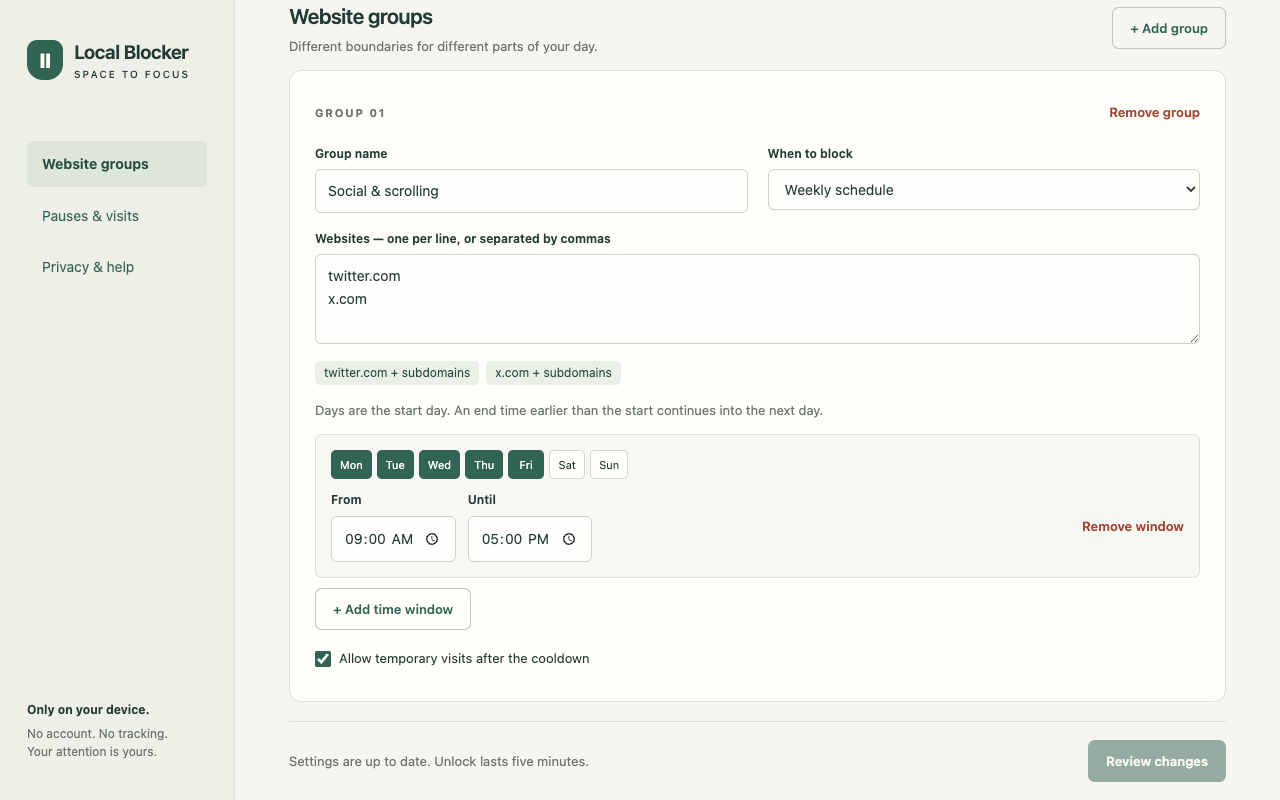 Local Blocker
SPACE TO FOCUS
Website groups
Pauses & visits
Privacy & help
Only on your device.
No account. No tracking.
Your attention is yours.
Website groups
Different boundaries for different parts of your day.
+ Add group
GROUP 01
Remove group
Group name
When to block
Social & scrolling
Weekly schedule
Websites — one per line, or separated by commas
twitter.com
x.com
twitter.com + subdomains
x.com + subdomains
Days are the start day. An end time earlier than the start continues into the next day.
Mon Tue Wed Thu Fri Sat Sun
From
Until
09:00 AM
05:00 PM
Remove window
+ Add time window
Allow temporary visits after the cooldown
Settings are up to date. Unlock lasts five minutes.
Review changes